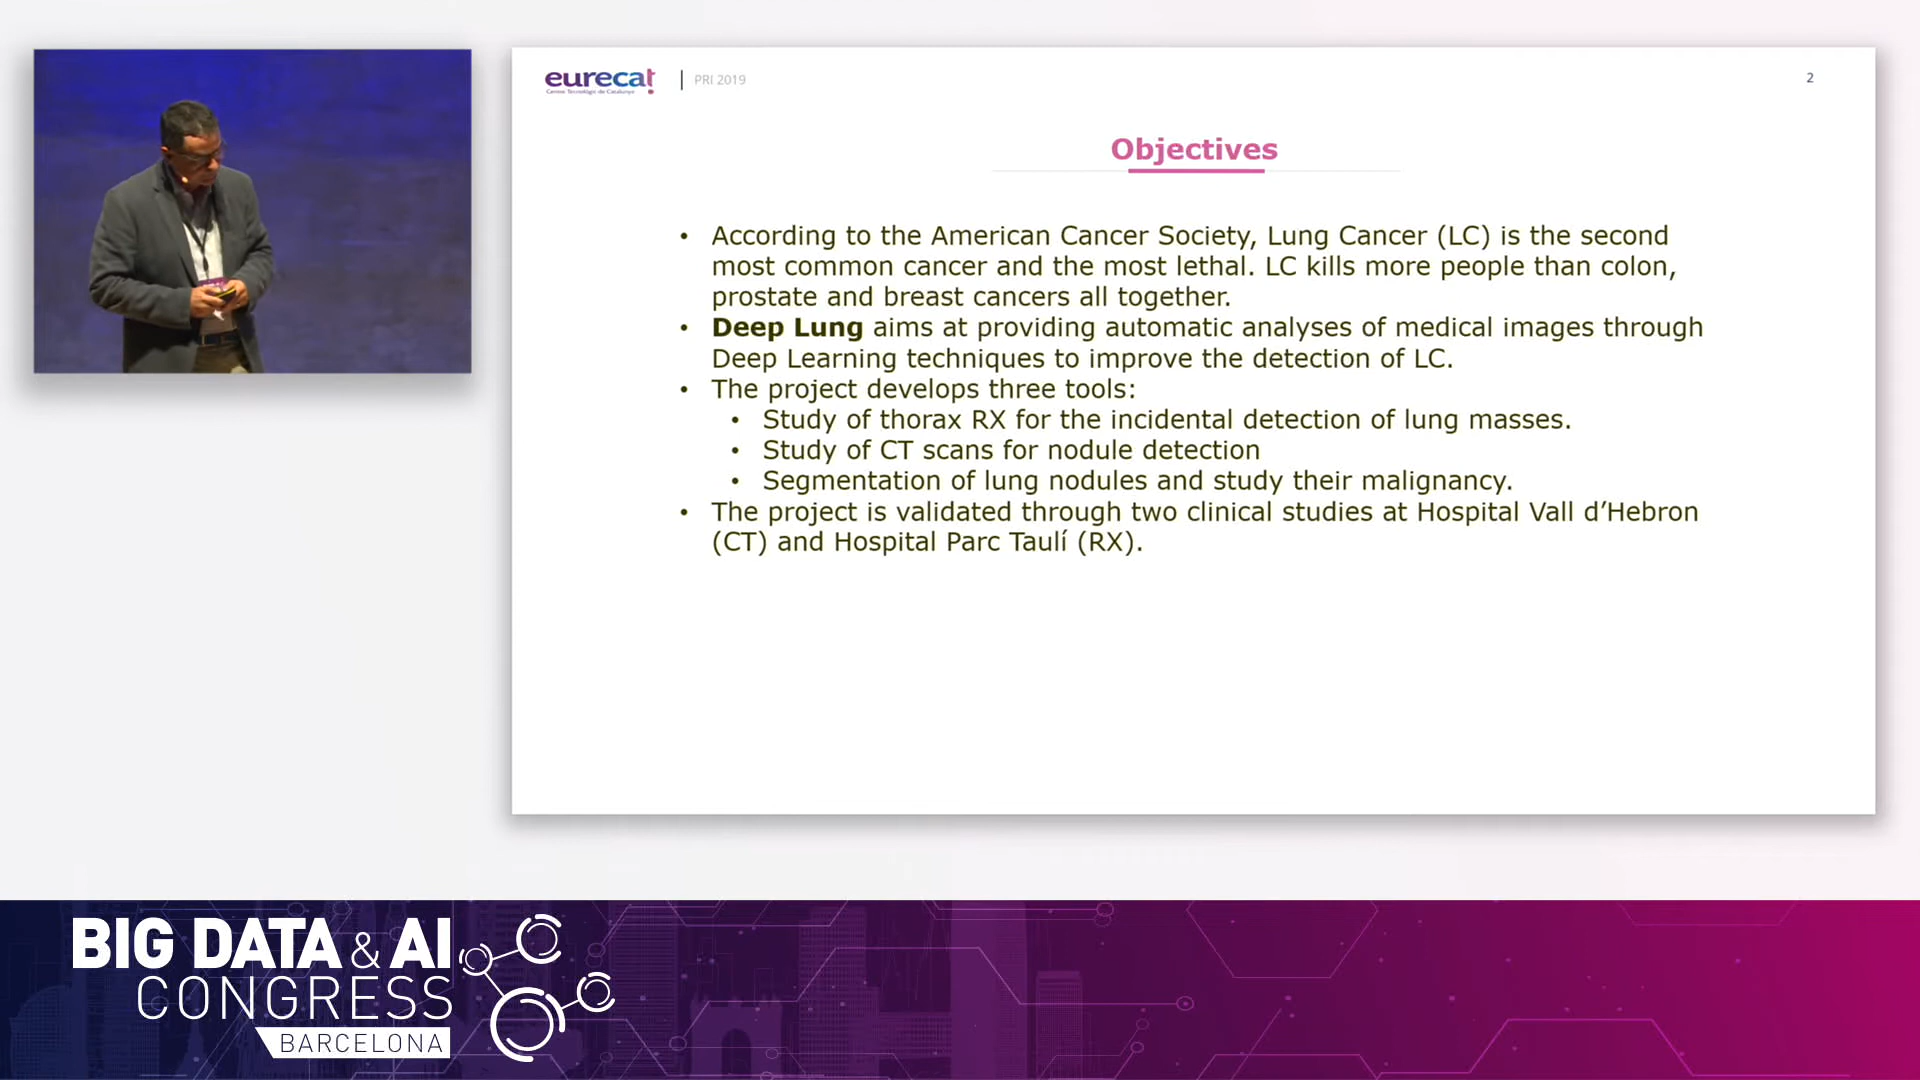 eurecat
Centre Tecnològic de Catalunya
PRI 2019
2
Objectives
• According to the American Cancer Society, Lung Cancer (LC) is the second
most common cancer and the most lethal. LC kills more people than colon,
prostate and breast cancers all together.
• Deep Lung aims at providing automatic analyses of medical images through
Deep Learning techniques to improve the detection of LC.
• The project develops three tools:
• Study of thorax RX for the incidental detection of lung masses.
• Study of CT scans for nodule detection
• Segmentation of lung nodules and study their malignancy.
• The project is validated through two clinical studies at Hospital Vall d’Hebron
(CT) and Hospital Parc Taulí (RX).
BIG DATA & AI
CONGRESS
BARCELONA